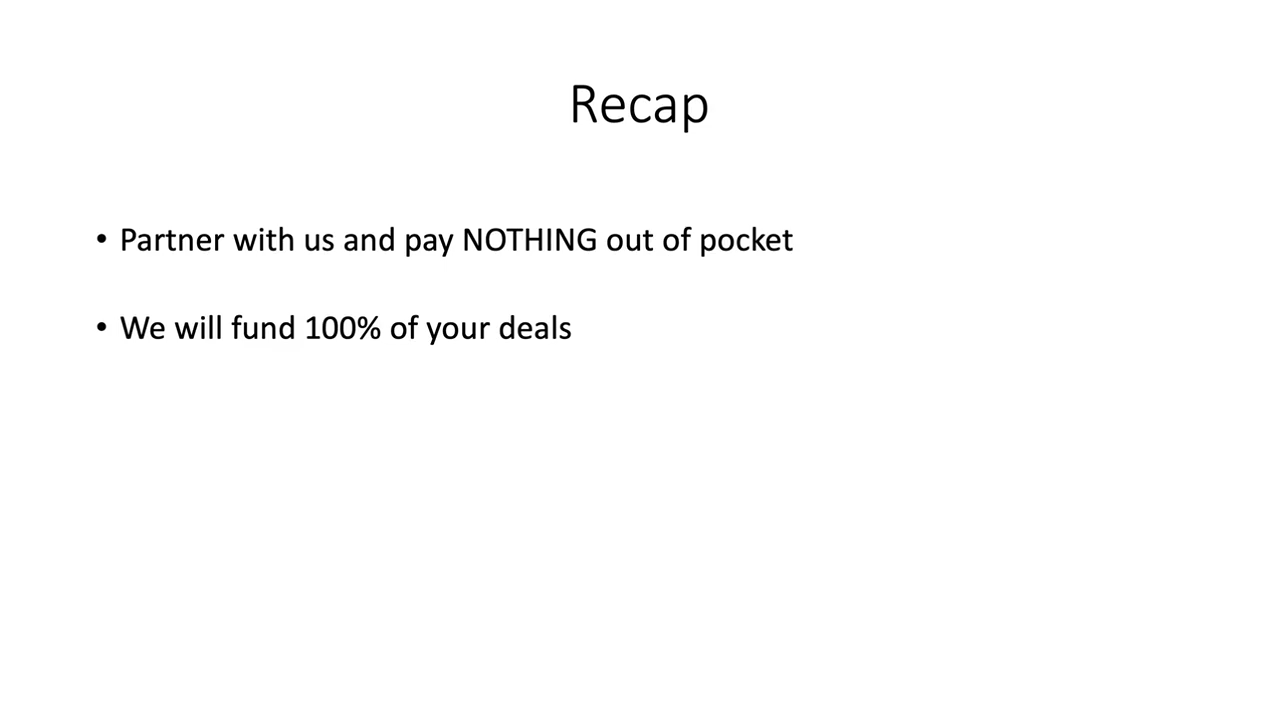 Recap
• Partner with us and pay NOTHING out of pocket
• We will fund 100% of your deals